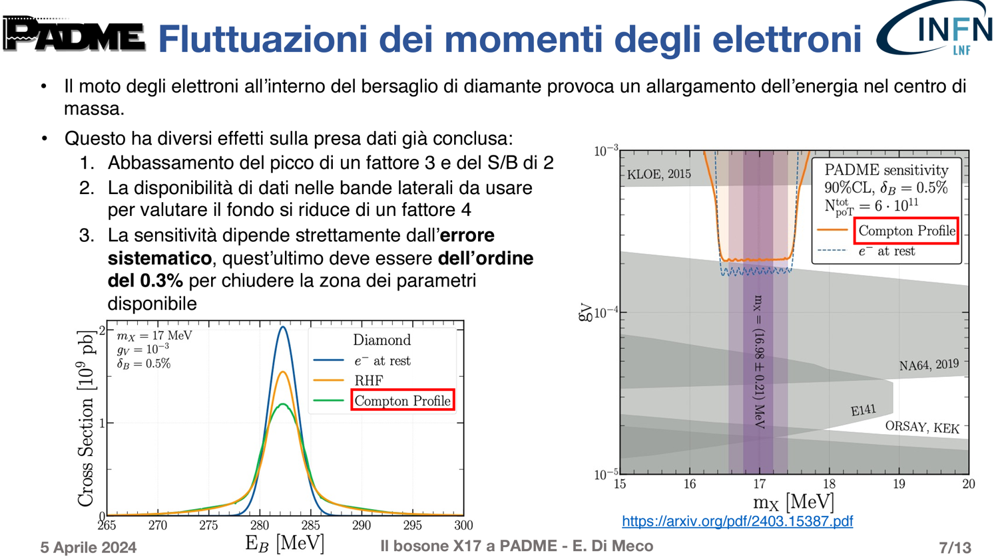 PADME
Fluttuazioni dei momenti degli elettroni
INFN
LNF
• Il moto degli elettroni all’interno del bersaglio di diamante provoca un allargamento dell’energia nel centro di
massa.
• Questo ha diversi effetti sulla presa dati già conclusa:
1. Abbassamento del picco di un fattore 3 e del S/B di 2
2. La disponibilità di dati nelle bande laterali da usare
per valutare il fondo si riduce di un fattore 4
3. La sensitività dipende strettamente dall’errore
sistematico, quest’ultimo deve essere dell’ordine
del 0.3% per chiudere la zona dei parametri
disponibile
Cross Section [10⁹ pb]
2
1
0
m_X = 17 MeV
g_V = 10⁻³
δ_B = 0.5%
Diamond
e⁻ at rest
RHF
Compton Profile
265 270 275 280 285 290 295 300
E_B [MeV]
g_V
10⁻³
10⁻⁴
10⁻⁵
KLOE, 2015
PADME sensitivity
90%CL, δ_B = 0.5%
N_poT^tot = 6 · 10¹¹
Compton Profile
e⁻ at rest
m_X = (16.98 ± 0.21) MeV
NA64, 2019
E141
ORSAY, KEK
15 16 17 18 19 20
m_X [MeV]
https://arxiv.org/pdf/2403.15387.pdf
5 Aprile 2024
Il bosone X17 a PADME - E. Di Meco
7/13